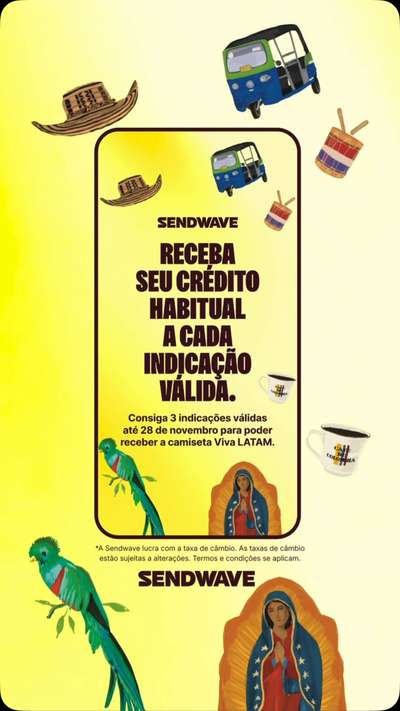 SENDWAVE
RECEBA
SEU CRÉDITO
HABITUAL
A CADA
INDICAÇÃO
VÁLIDA.
Consiga 3 indicações válidas
até 28 de novembro para poder
receber a camiseta Viva LATAM.
*A Sendwave lucra com a taxa de câmbio. As taxas de câmbio
estão sujeitas a alterações. Termos e condições se aplicam.
SENDWAVE